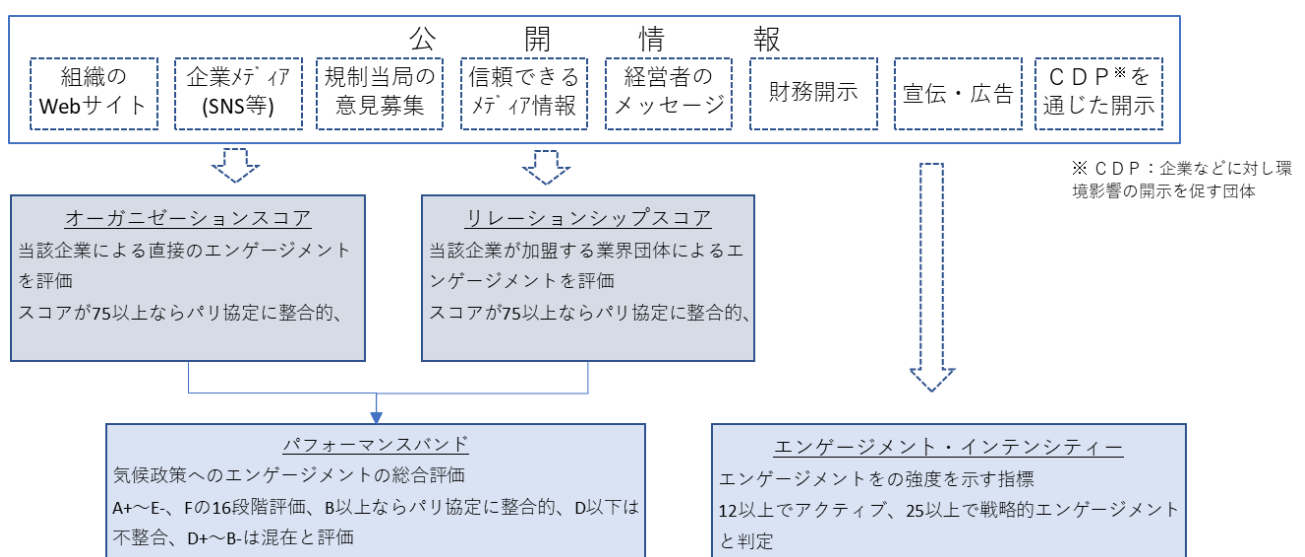 公開情報
組織の
Webサイト
企業ﾒﾃﾞｨｱ
(SNS等)
規制当局の
意見募集
信頼できる
ﾒﾃﾞｨｱ情報
経営者の
メッセージ
財務開示
宣伝・広告
ＣＤＰ※を
通じた開示
※ＣＤＰ：企業などに対し環
境影響の開示を促す団体
オーガニゼーションスコア
当該企業による直接のエンゲージメント
を評価
スコアが75以上ならパリ協定に整合的、
リレーションシップスコア
当該企業が加盟する業界団体によるエ
ンゲージメントを評価
スコアが75以上ならパリ協定に整合的、
パフォーマンスバンド
気候政策へのエンゲージメントの総合評価
A+～E-、Fの16段階評価、B以上ならパリ協定に整合的、D以下は
不整合、D+～B-は混在と評価
エンゲージメント・インテンシティー
エンゲージメントをの強度を示す指標
12以上でアクティブ、25以上で戦略的エンゲージメント
と判定